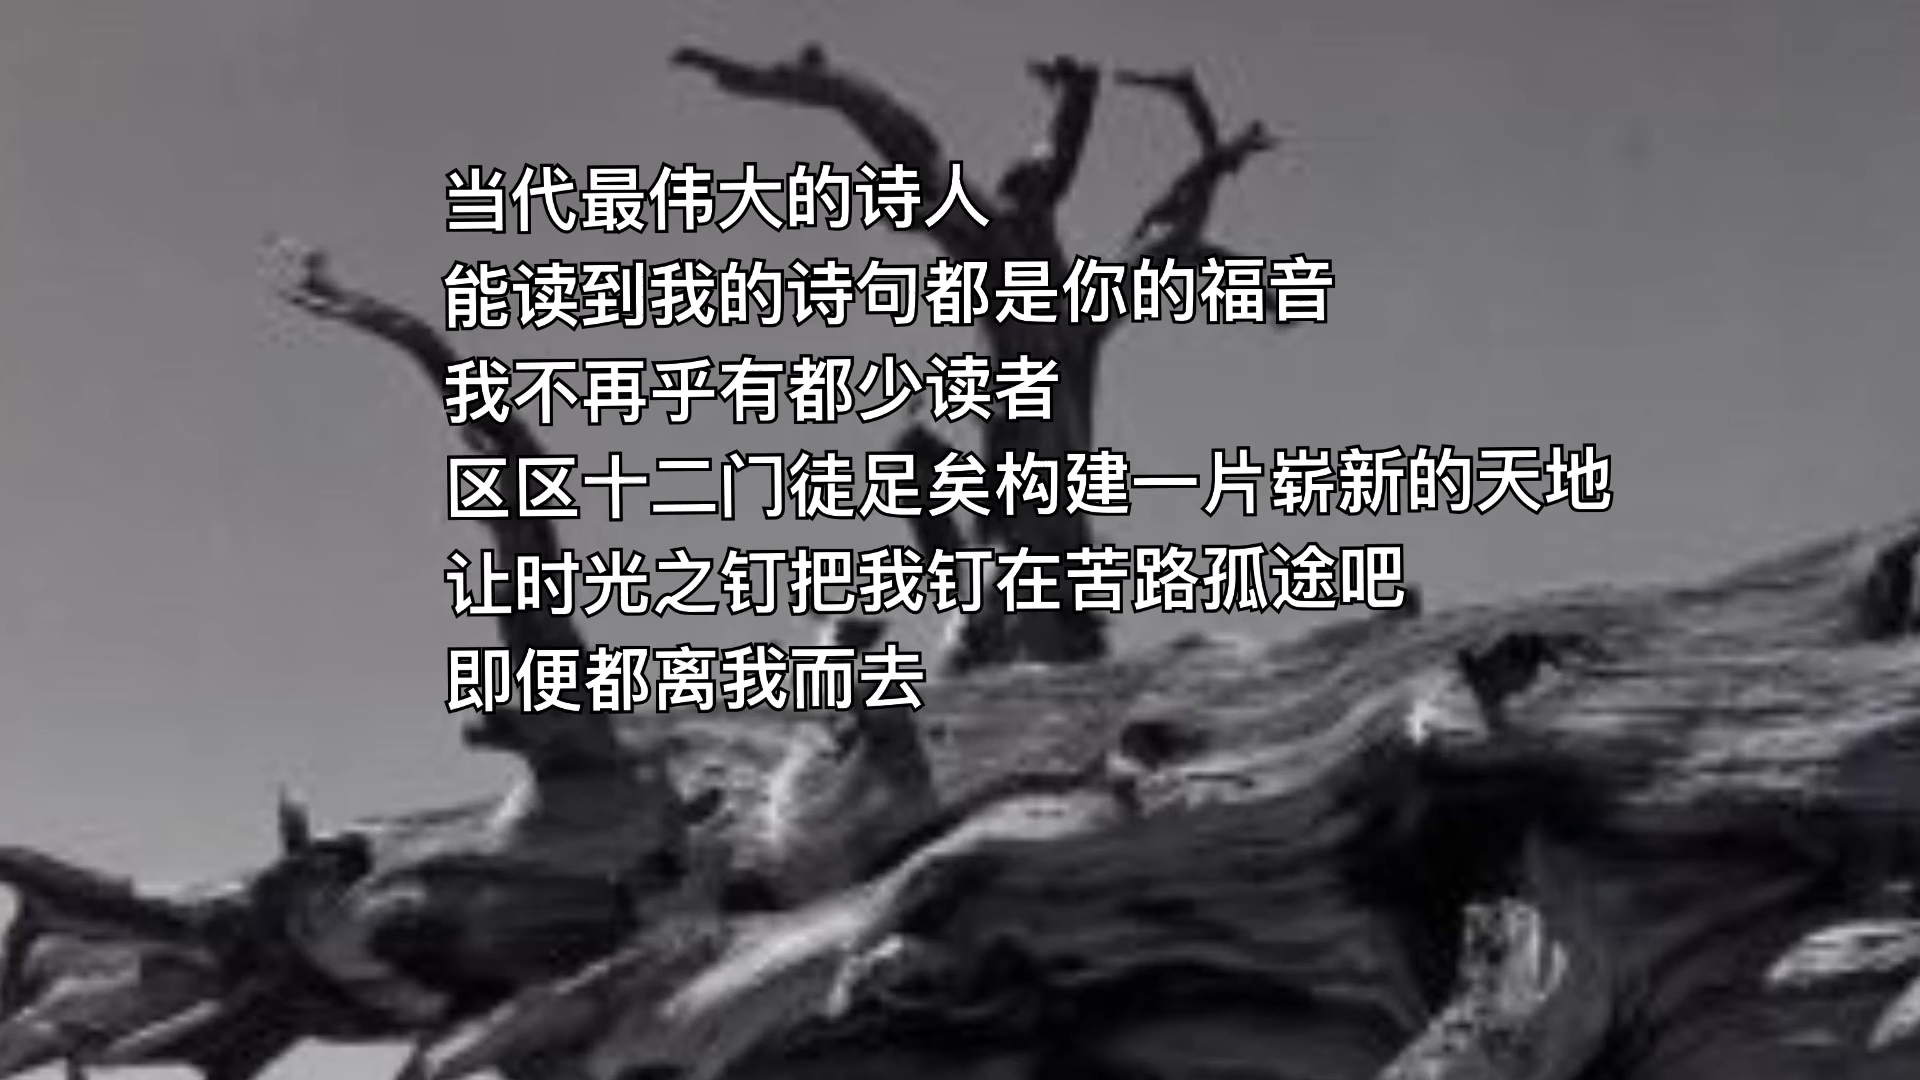 当代最伟大的诗人
能读到我的诗句都是你的福音
我不再乎有都少读者
区区十二门徒足矣构建一片崭新的天地
让时光之钉把我钉在苦路孤途吧
即便都离我而去